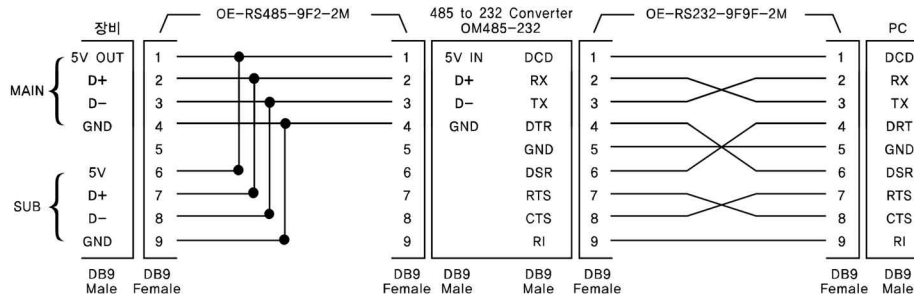 OE-RS485-9F2-2M
485 to 232 Converter
OM485-232
OE-RS232-9F9F-2M
장비
PC
5V OUT 1 1 5V IN DCD 1 1 DCD
MAIN
D+ 2 2 D+ RX 2 2 RX
D- 3 3 D- TX 3 3 TX
GND 4 4 GND DTR 4 4 DRT
5 5 GND 5 5 GND
5V 6 6 DSR 6 6 DSR
SUB
D+ 7 7 RTS 7 7 RTS
D- 8 8 CTS 8 8 CTS
GND 9 9 RI 9 9 RI
DB9 DB9 DB9 DB9 DB9 DB9 DB9 DB9
Male Female Female Male Male Female Female Male